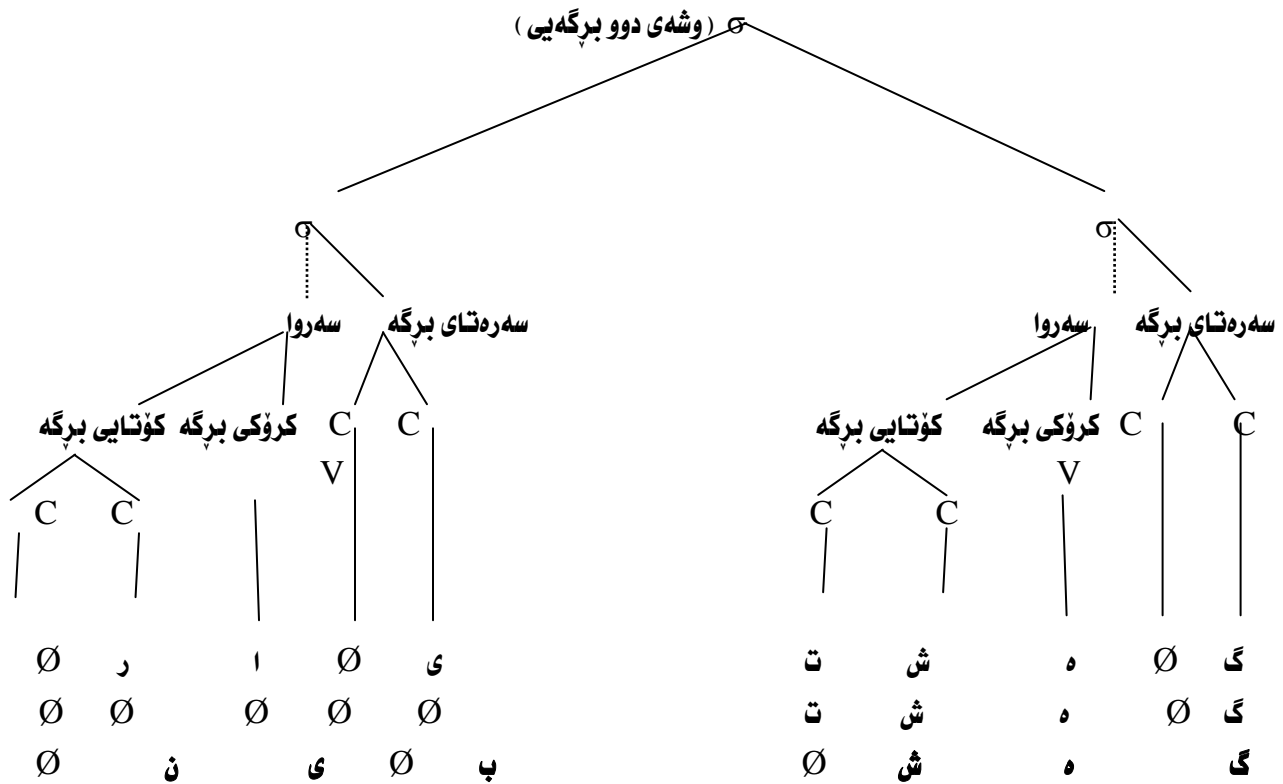 σ ( وشەی دوو بڕگەیی )
σ σ
سەرەتای بڕگە سەروا سەرەتای بڕگە سەروا
C C کرۆکی بڕگە کۆتایی بڕگە C C کرۆکی بڕگە کۆتایی بڕگە
V V
C C C C
گ Ø ە ش ت ی Ø ا ر Ø
گ Ø ە ش ت Ø Ø Ø Ø Ø
گ ە ش Ø ب Ø ی ن Ø